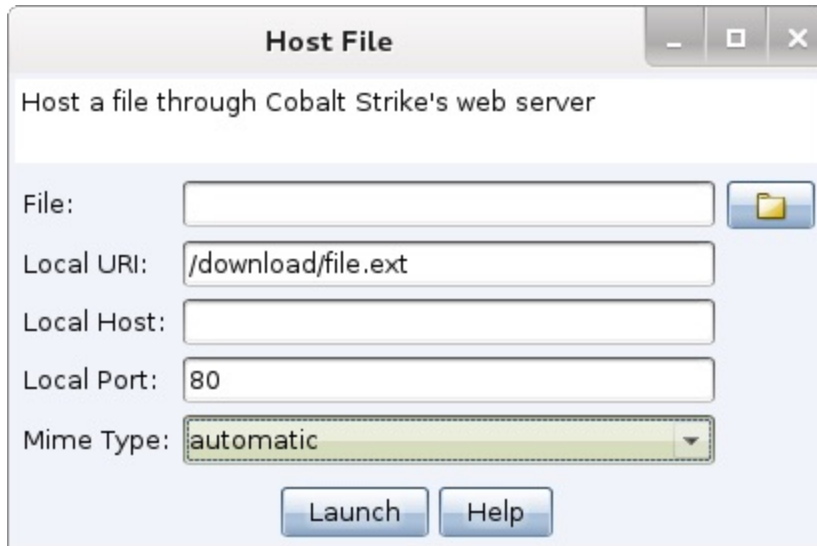 Host File
Host a file through Cobalt Strike's web server
File:
Local URI: /download/file.ext
Local Host:
Local Port: 80
Mime Type: automatic
Launch Help